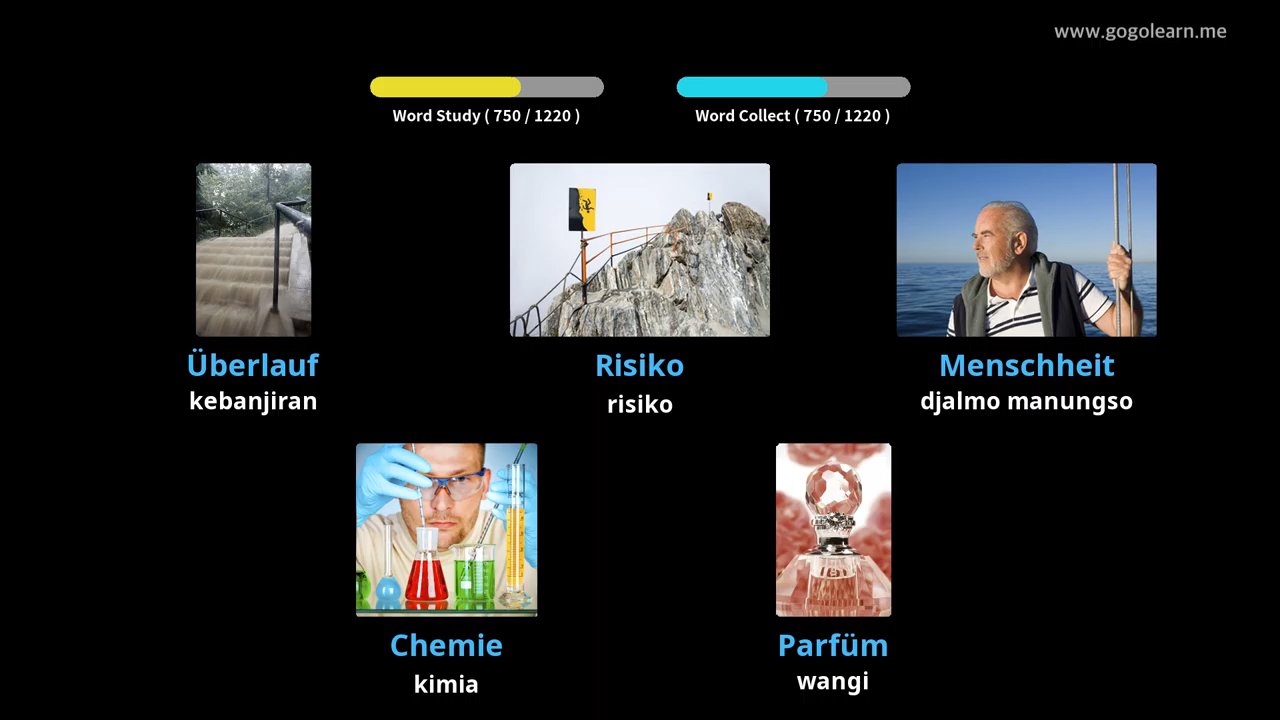 www.gogolearn.me
Word Study ( 750 / 1220 )
Word Collect ( 750 / 1220 )
Überlauf
kebanjiran
Risiko
risiko
Menschheit
djalmo manungso
Chemie
kimia
Parfüm
wangi